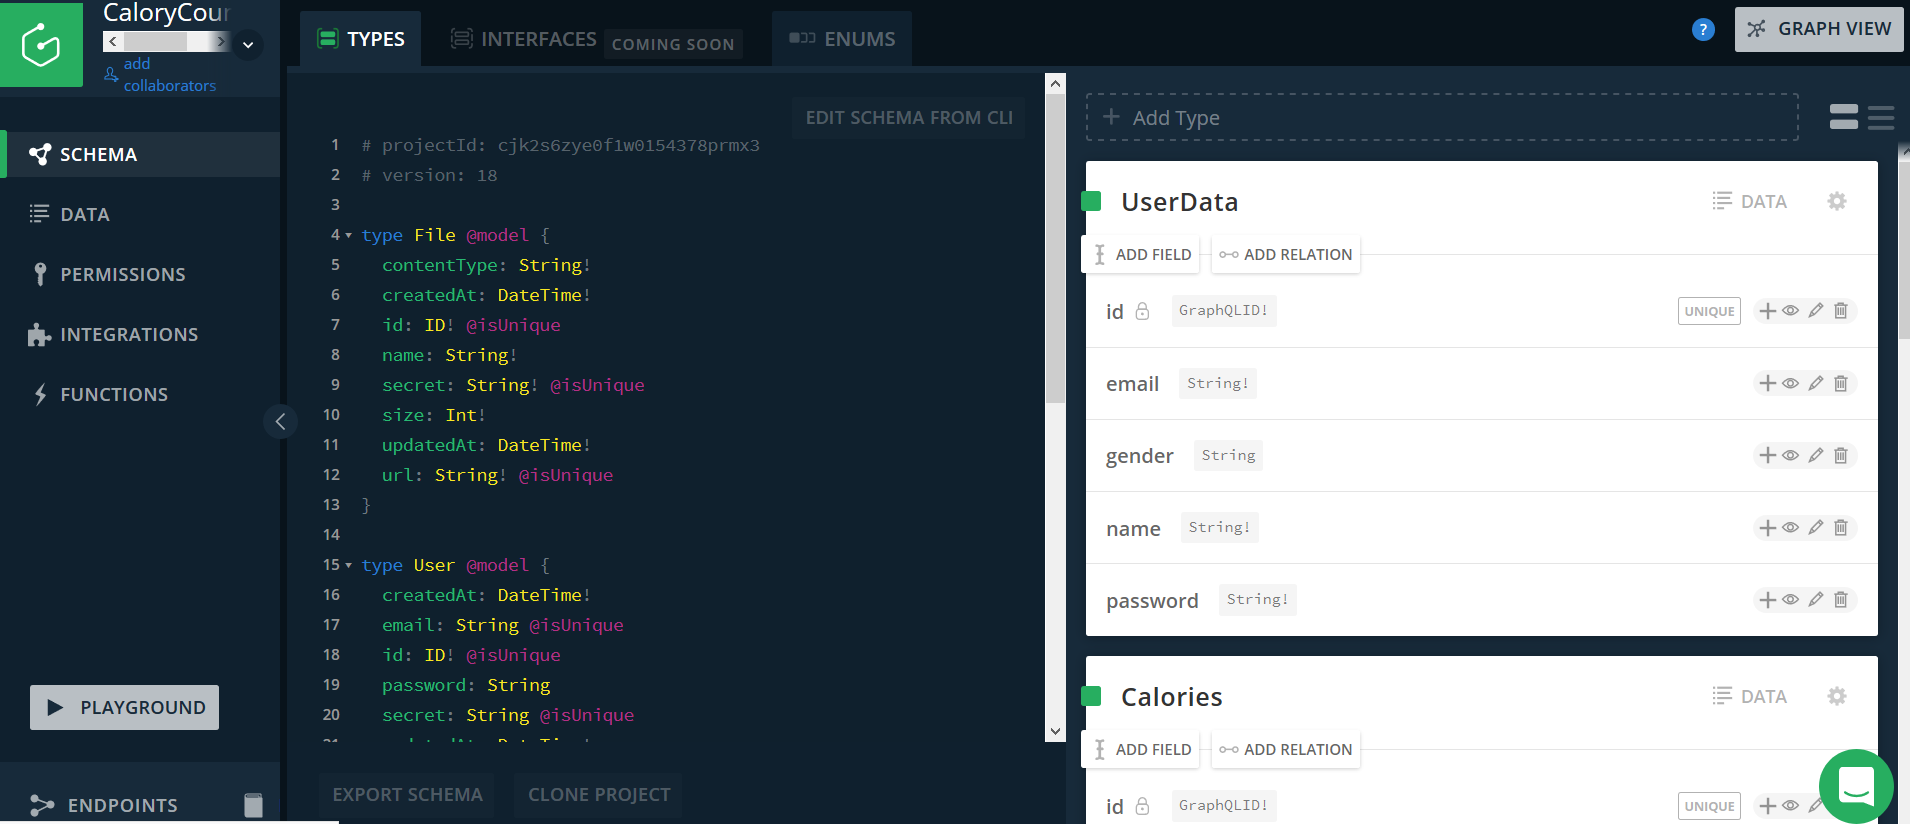 CaloryCour
add
collaborators
SCHEMA
DATA
PERMISSIONS
INTEGRATIONS
FUNCTIONS
PLAYGROUND
ENDPOINTS
TYPES
INTERFACES COMING SOON
ENUMS
? GRAPH VIEW
EDIT SCHEMA FROM CLI
1 # projectId: cjk2s6zye0f1w0154378prmx3
2 # version: 18
3
4 type File @model {
5 contentType: String!
6 createdAt: DateTime!
7 id: ID! @isUnique
8 name: String!
9 secret: String! @isUnique
10 size: Int!
11 updatedAt: DateTime!
12 url: String! @isUnique
13 }
14
15 type User @model {
16 createdAt: DateTime!
17 email: String @isUnique
18 id: ID! @isUnique
19 password: String
20 secret: String @isUnique
EXPORT SCHEMA
CLONE PROJECT
+ Add Type
UserData
DATA
ADD FIELD
ADD RELATION
id GraphQLID! UNIQUE
email String!
gender String
name String!
password String!
Calories
DATA
ADD FIELD
ADD RELATION
id GraphQLID! UNIQUE